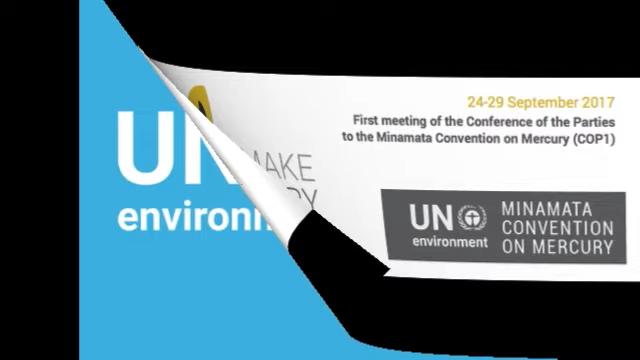 24-29 September 2017
First meeting of the Conference of the Parties
to the Minamata Convention on Mercury (COP1)
UN
MAKE
environm
UN
environment
MINAMATA
CONVENTION
ON MERCURY